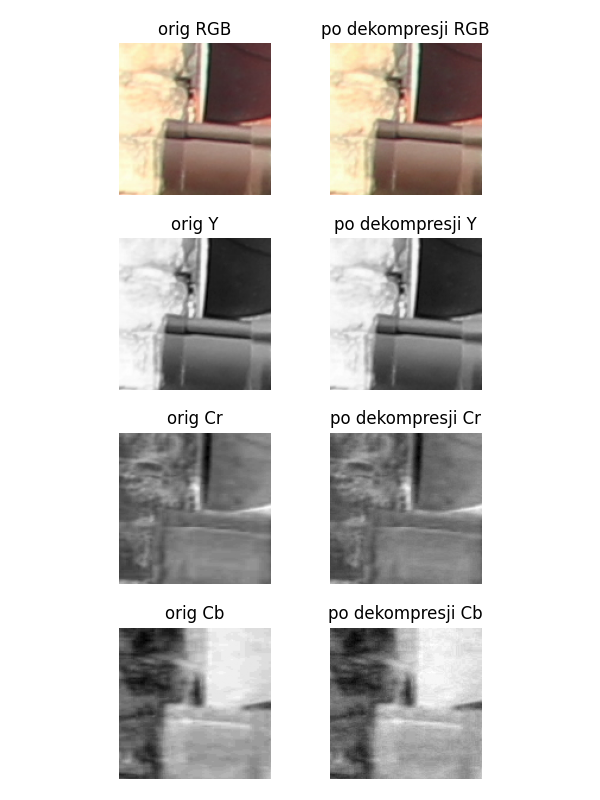 orig RGB
po dekompresji RGB
orig Y
po dekompresji Y
orig Cr
po dekompresji Cr
orig Cb
po dekompresji Cb